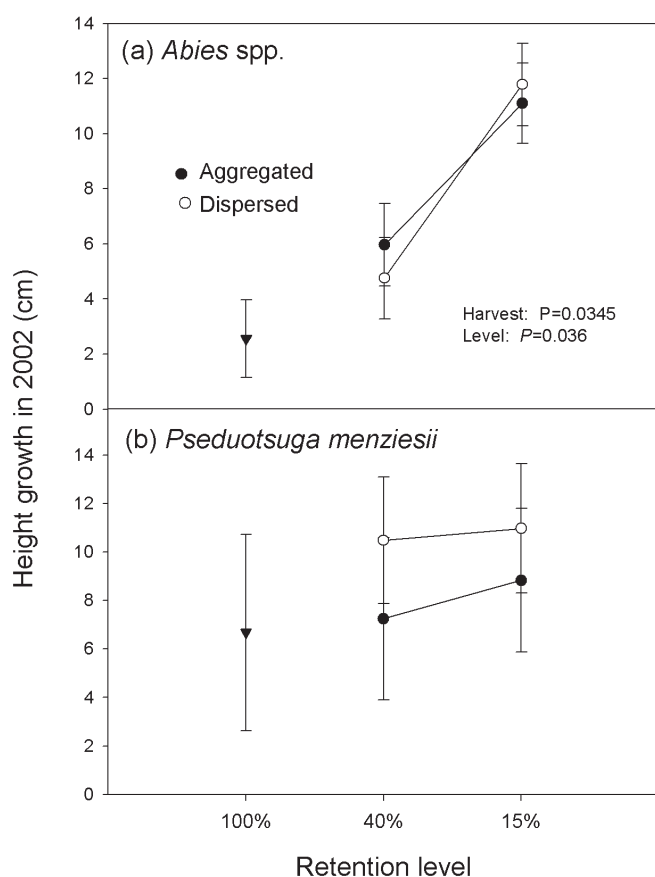 14
(a) Abies spp.
12
10
Aggregated
8
Dispersed
6
4
Harvest: P=0.0345
Level: P=0.036
2
0
Height growth in 2002 (cm)
(b) Pseduotsuga menziesii
14
12
10
8
6
4
2
0
100% 40% 15%
Retention level